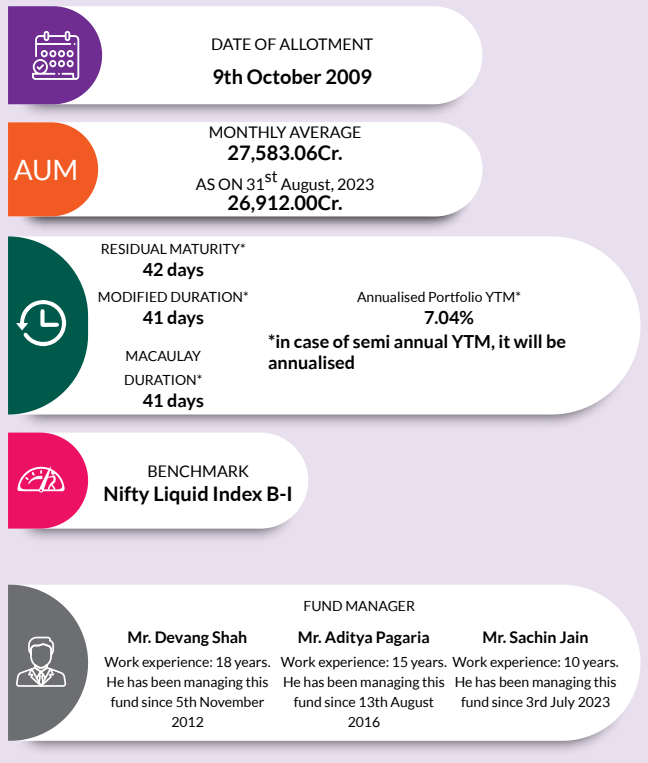 DATE OF ALLOTMENT
9th October 2009
AUM
MONTHLY AVERAGE
27,583.06Cr.
AS ON 31st August, 2023
26,912.00Cr.
RESIDUAL MATURITY*
42 days
MODIFIED DURATION*
41 days
MACAULAY
DURATION*
41 days
Annualised Portfolio YTM*
7.04%
*in case of semi annual YTM, it will be
annualised
BENCHMARK
Nifty Liquid Index B-I
FUND MANAGER
Mr. Devang Shah
Work experience: 18 years.
He has been managing this
fund since 5th November
2012
Mr. Aditya Pagaria
Work experience: 15 years.
He has been managing this
fund since 13th August
2016
Mr. Sachin Jain
Work experience: 10 years.
He has been managing this
fund since 3rd July 2023